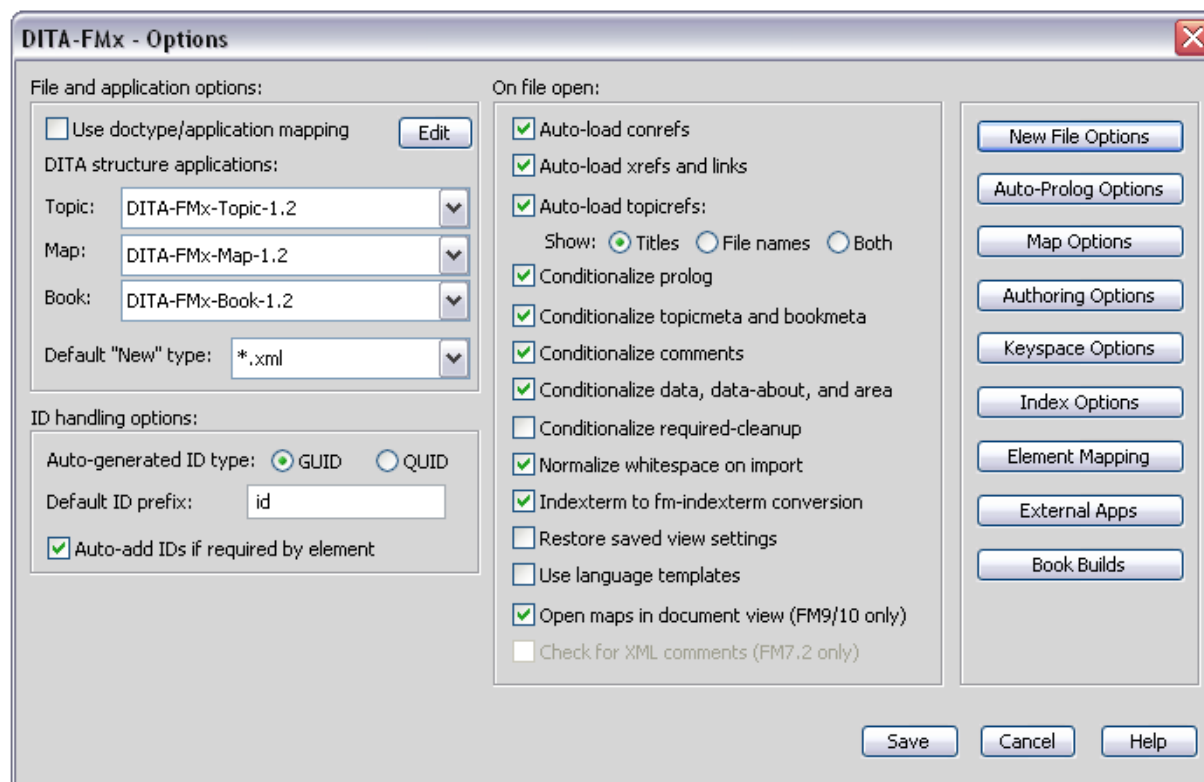 DITA-FMx - Options
File and application options:
Use doctype/application mapping
Edit
DITA structure applications:
Topic: DITA-FMx-Topic-1.2
Map: DITA-FMx-Map-1.2
Book: DITA-FMx-Book-1.2
Default "New" type: *.xml
ID handling options:
Auto-generated ID type: GUID QUID
Default ID prefix: id
Auto-add IDs if required by element
On file open:
Auto-load conrefs
Auto-load xrefs and links
Auto-load topicrefs:
Show: Titles File names Both
Conditionalize prolog
Conditionalize topicmeta and bookmeta
Conditionalize comments
Conditionalize data, data-about, and area
Conditionalize required-cleanup
Normalize whitespace on import
Indexterm to fm-indexterm conversion
Restore saved view settings
Use language templates
Open maps in document view (FM9/10 only)
Check for XML comments (FM7.2 only)
New File Options
Auto-Prolog Options
Map Options
Authoring Options
Keyspace Options
Index Options
Element Mapping
External Apps
Book Builds
Save
Cancel
Help